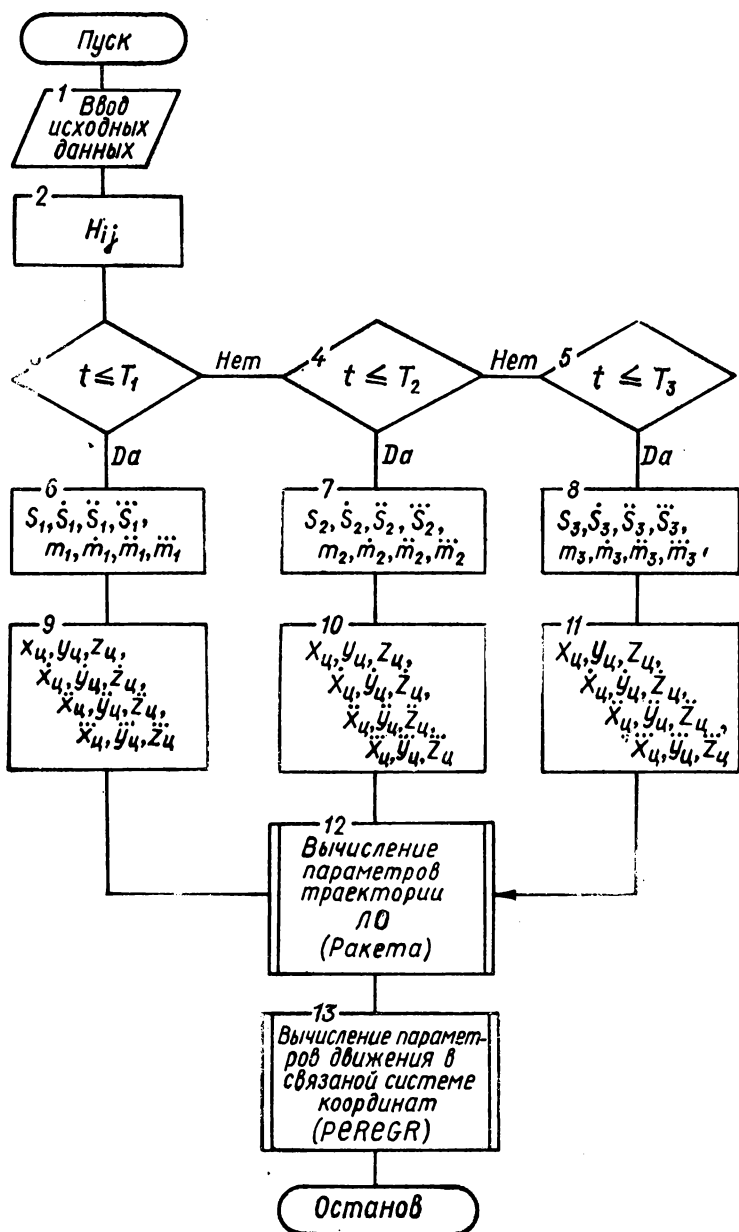 Пуск
1
Ввод
исходных
данных
2
Hij
t ≤ T₁
Нет
4
t ≤ T₂
Нет
5
t ≤ T₃
Да
Да
Да
6
S₁, Ṡ₁, S̈₁, S⃛₁,
m₁, ṁ₁, m̈₁, m⃛₁
7
S₂, Ṡ₂, S̈₂, S⃛₂,
m₂, ṁ₂, m̈₂, m⃛₂
8
S₃, Ṡ₃, S̈₃, S⃛₃,
m₃, ṁ₃, m̈₃, m⃛₃,
9
xц, yц, zц,
ẋц, ẏц, żц,
ẍц, ÿц, z̈ц,
x⃛ц, y⃛ц, z⃛ц
10
xц, yц, zц,
ẋц, ẏц, żц,
ẍц, ÿц, z̈ц,
x⃛ц, y⃛ц, z⃛ц
11
xц, yц, zц,
ẋц, ẏц, żц,
ẍц, ÿц, z̈ц,
x⃛ц, y⃛ц, z⃛ц
12
Вычисление
параметров
траектории
ЛО
(Ракета)
13
Вычисление парамет-
ров движения в
связаной системе
координат
(PEREGR)
Останов